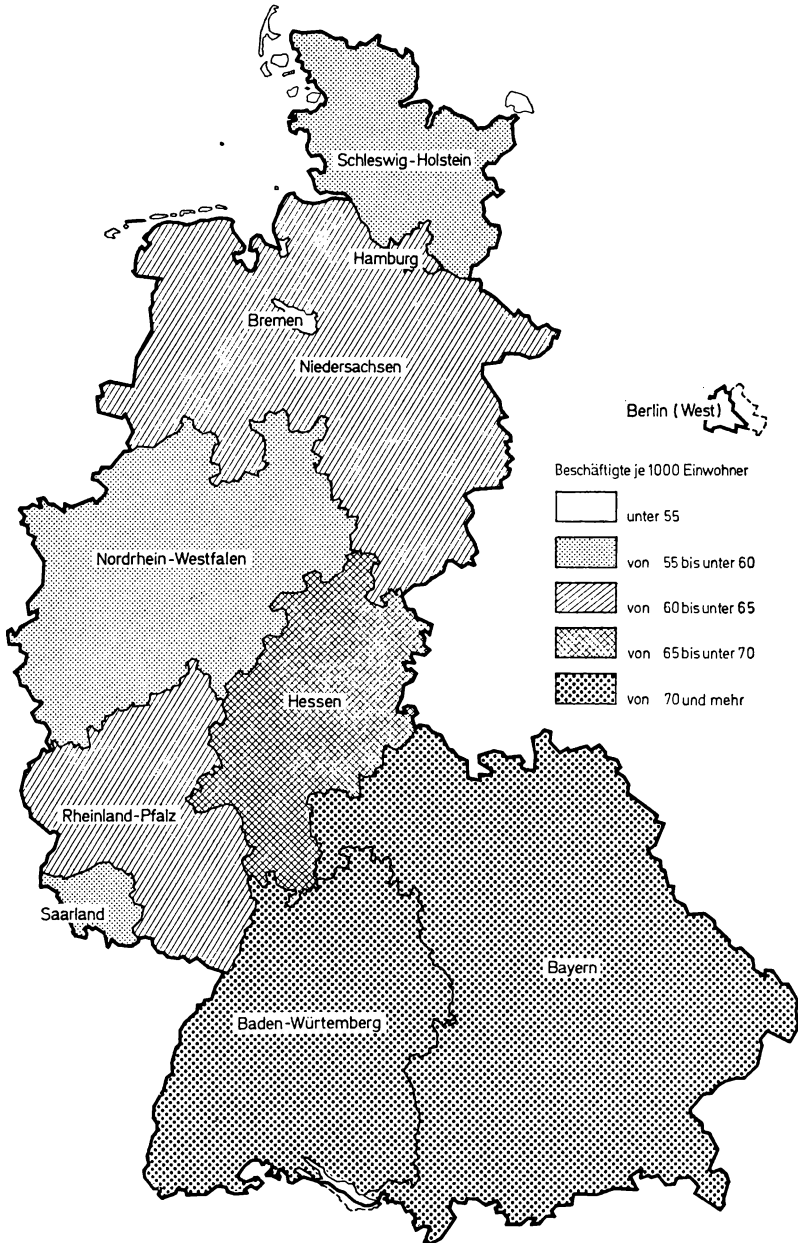 Schleswig-Holstein
Hamburg
Bremen
Niedersachsen
Berlin (West)
Beschäftigte je 1000 Einwohner
unter 55
von 55 bis unter 60
von 60 bis unter 65
von 65 bis unter 70
von 70 und mehr
Nordrhein-Westfalen
Hessen
Rheinland-Pfalz
Saarland
Bayern
Baden-Würtemberg